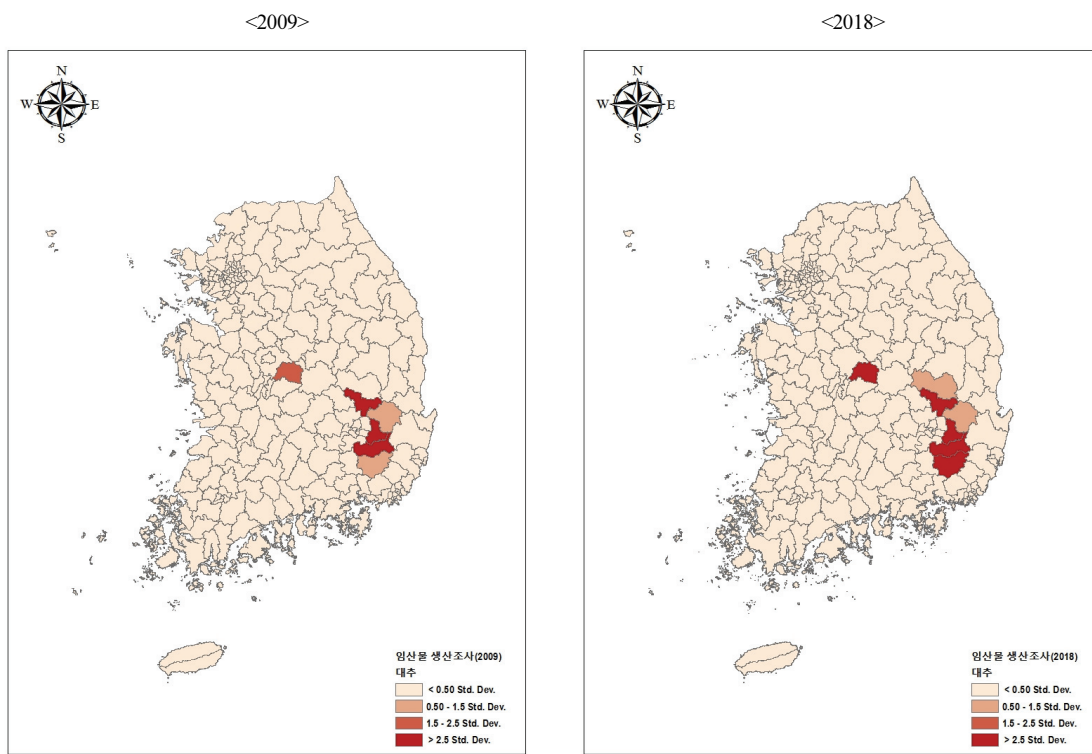 <2009>
<2018>
N
W E
S
임산물 생산조사(2009)
대추
< 0.50 Std. Dev.
0.50 - 1.5 Std. Dev.
1.5 - 2.5 Std. Dev.
> 2.5 Std. Dev.
N
W E
S
임산물 생산조사(2018)
대추
< 0.50 Std. Dev.
0.50 - 1.5 Std. Dev.
1.5 - 2.5 Std. Dev.
> 2.5 Std. Dev.